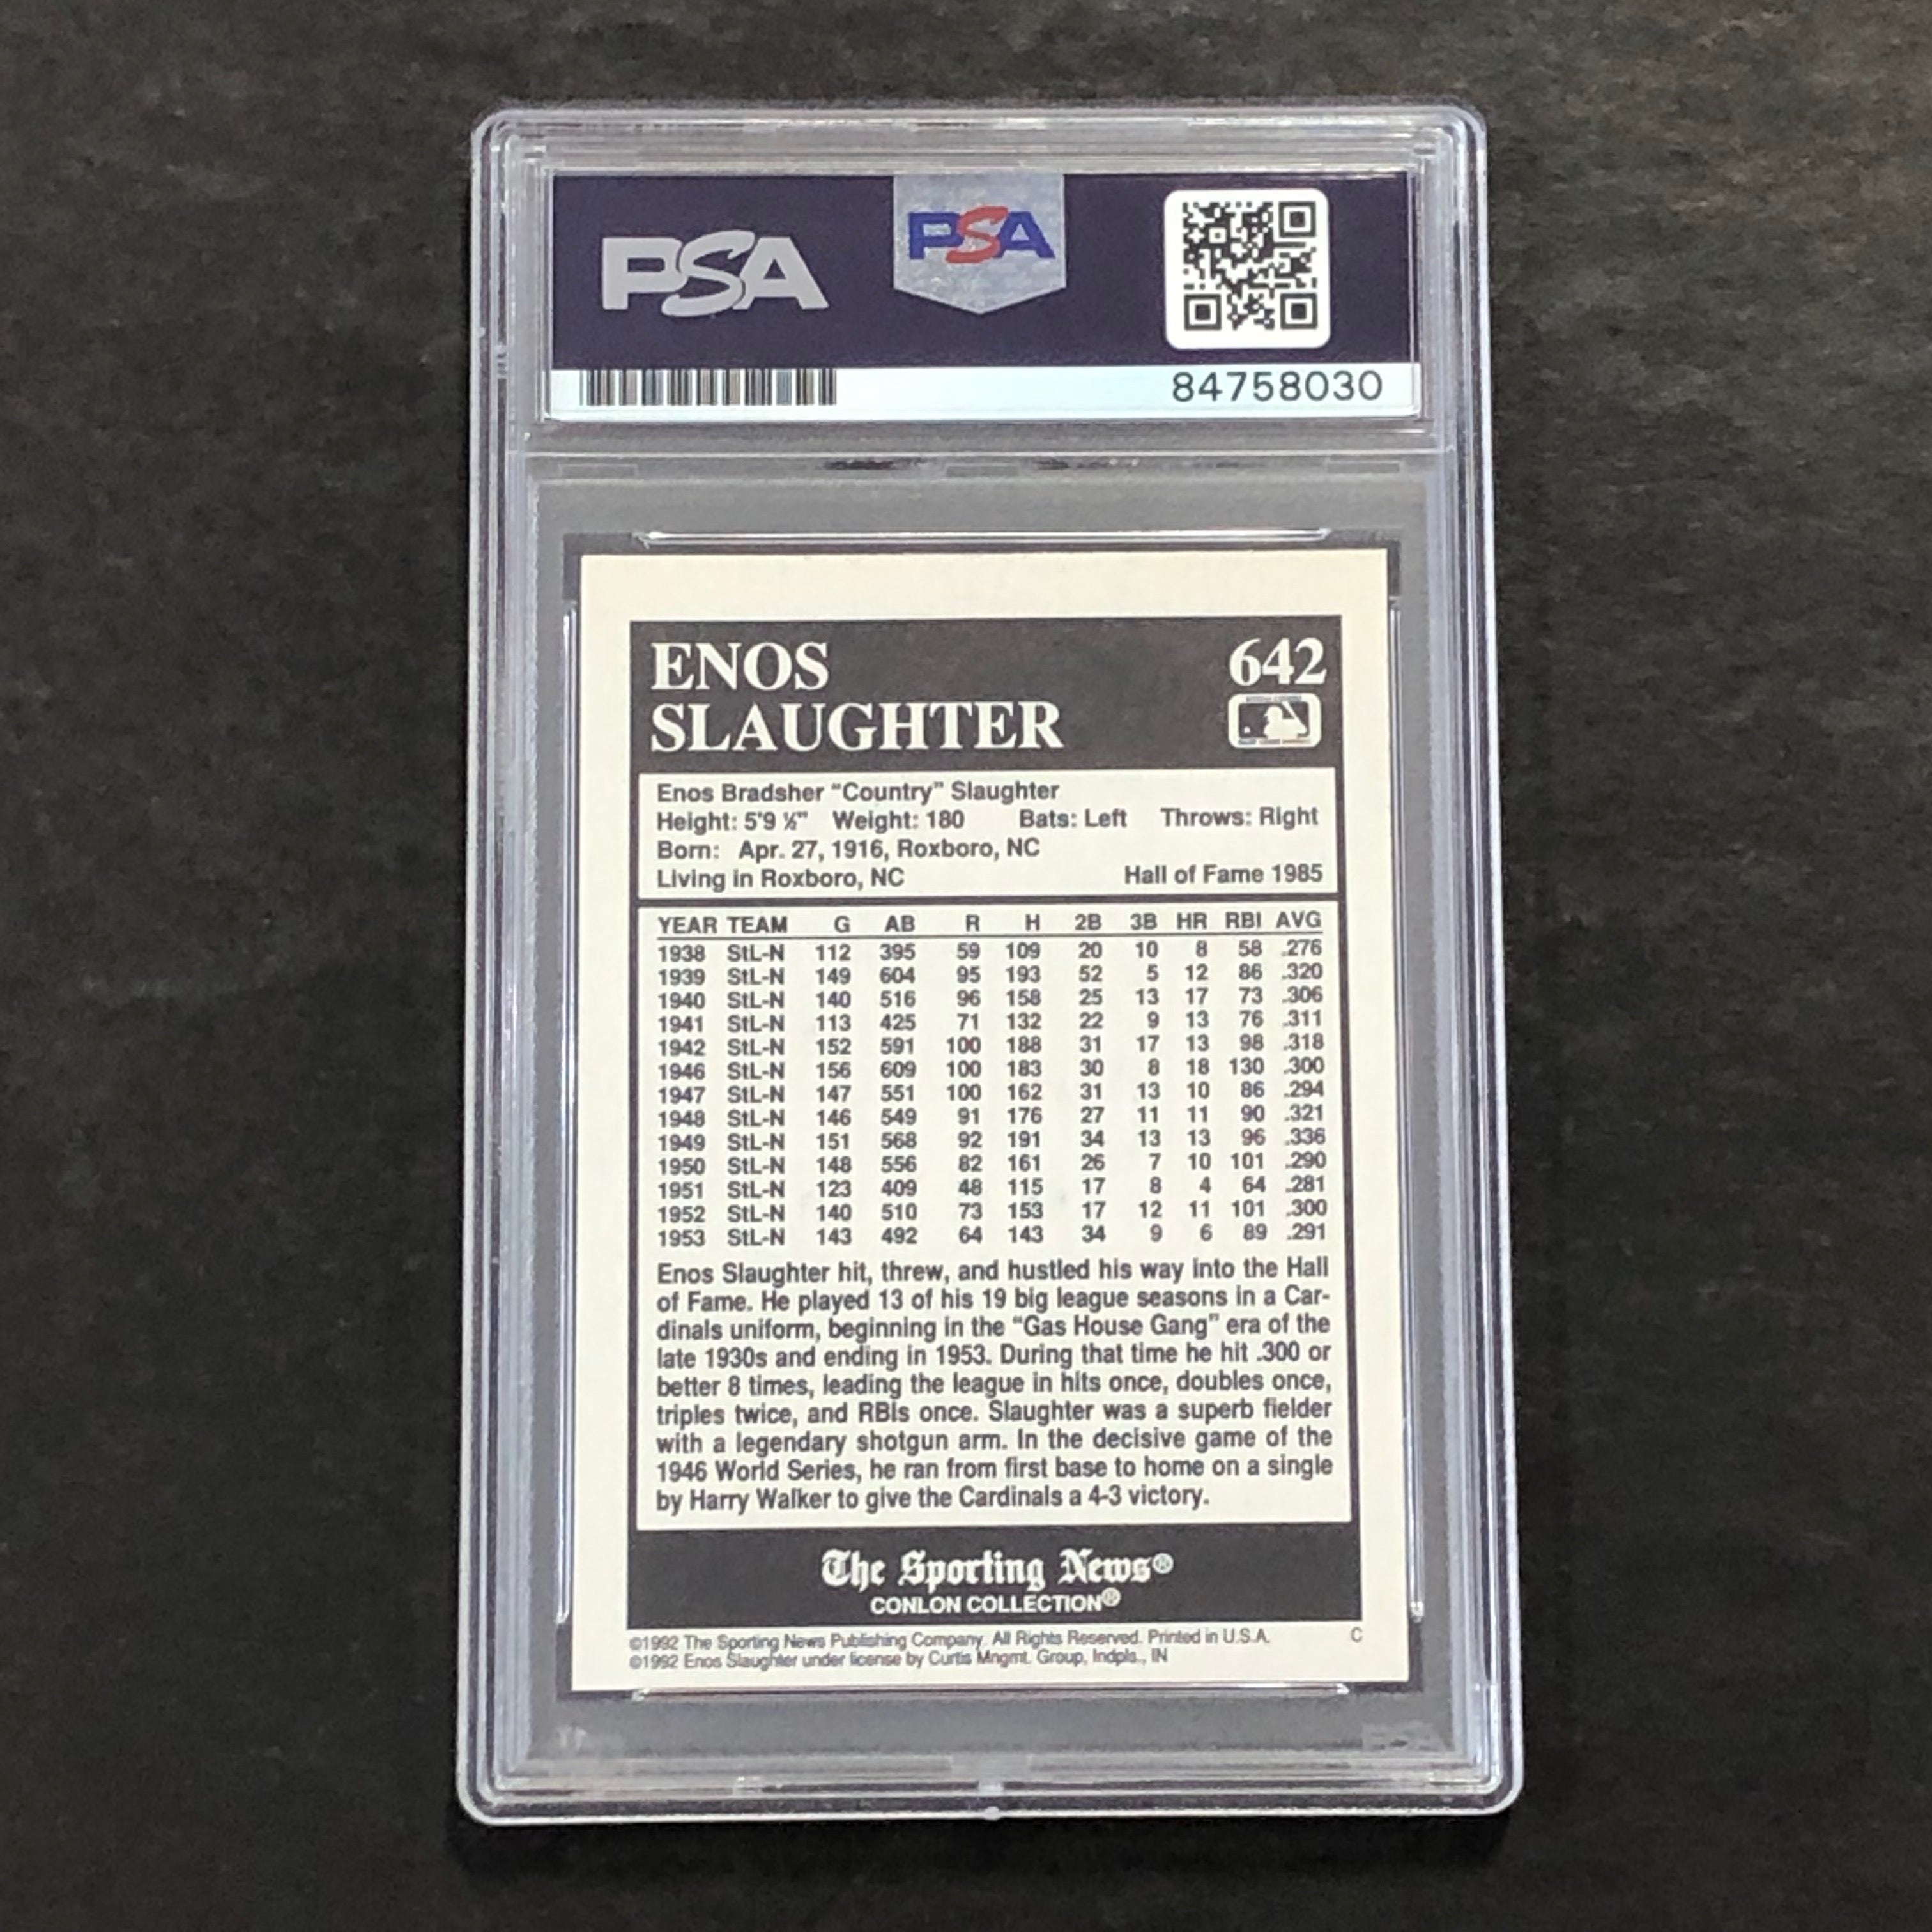 PSA PSA
84758030
ENOS 642
SLAUGHTER
Enos Bradsher "Country" Slaughter
Height: 5'9 ½" Weight: 180 Bats: Left Throws: Right
Born: Apr. 27, 1916, Roxboro, NC
Living in Roxboro, NC Hall of Fame 1985
YEAR TEAM G AB R H 2B 3B HR RBI AVG
1938 StL-N 112 395 59 109 20 10 8 58 .276
1939 StL-N 149 604 95 193 52 5 12 86 .320
1940 StL-N 140 516 96 158 25 13 17 73 .306
1941 StL-N 113 425 71 132 22 9 13 76 .311
1942 StL-N 152 591 100 188 31 17 13 98 .318
1946 StL-N 156 609 100 183 30 8 18 130 .300
1947 StL-N 147 551 100 162 31 13 10 86 .294
1948 StL-N 146 549 91 176 27 11 11 90 .321
1949 StL-N 151 568 92 191 34 13 13 96 .336
1950 StL-N 148 556 82 161 26 7 10 101 .290
1951 StL-N 123 409 48 115 17 8 4 64 .281
1952 StL-N 140 510 73 153 17 12 11 101 .300
1953 StL-N 143 492 64 143 34 9 6 89 .291
Enos Slaughter hit, threw, and hustled his way into the Hall
of Fame. He played 13 of his 19 big league seasons in a Car-
dinals uniform, beginning in the "Gas House Gang" era of the
late 1930s and ending in 1953. During that time he hit .300 or
better 8 times, leading the league in hits once, doubles once,
triples twice, and RBIs once. Slaughter was a superb fielder
with a legendary shotgun arm. In the decisive game of the
1946 World Series, he ran from first base to home on a single
by Harry Walker to give the Cardinals a 4-3 victory.
The Sporting News®
CONLON COLLECTION®
©1992 The Sporting News Publishing Company. All Rights Reserved. Printed in U.S.A. C
©1992 Enos Slaughter under license by Curtis Mngmt. Group, Indpls., IN